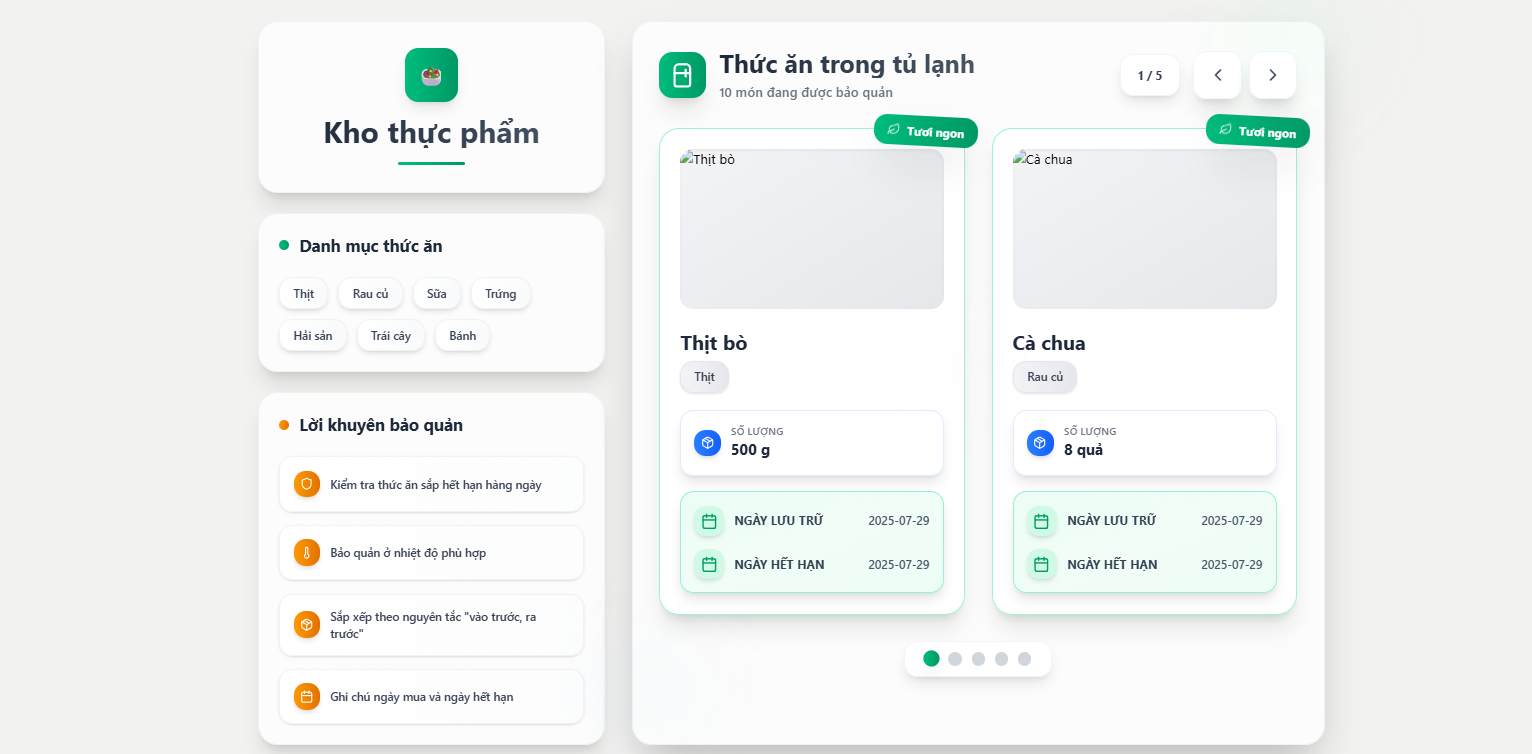 Kho thực phẩm
Danh mục thức ăn
Thịt
Rau củ
Sữa
Trứng
Hải sản
Trái cây
Bánh
Lời khuyên bảo quản
Kiểm tra thức ăn sắp hết hạn hàng ngày
Bảo quản ở nhiệt độ phù hợp
Sắp xếp theo nguyên tắc "vào trước, ra
trước"
Ghi chú ngày mua và ngày hết hạn
Thức ăn trong tủ lạnh
10 món đang được bảo quản
1 / 5
Tươi ngon
Thịt bò
Thịt bò
Thịt
SỐ LƯỢNG
500 g
NGÀY LƯU TRỮ 2025-07-29
NGÀY HẾT HẠN 2025-07-29
Tươi ngon
Cà chua
Cà chua
Rau củ
SỐ LƯỢNG
8 quả
NGÀY LƯU TRỮ 2025-07-29
NGÀY HẾT HẠN 2025-07-29